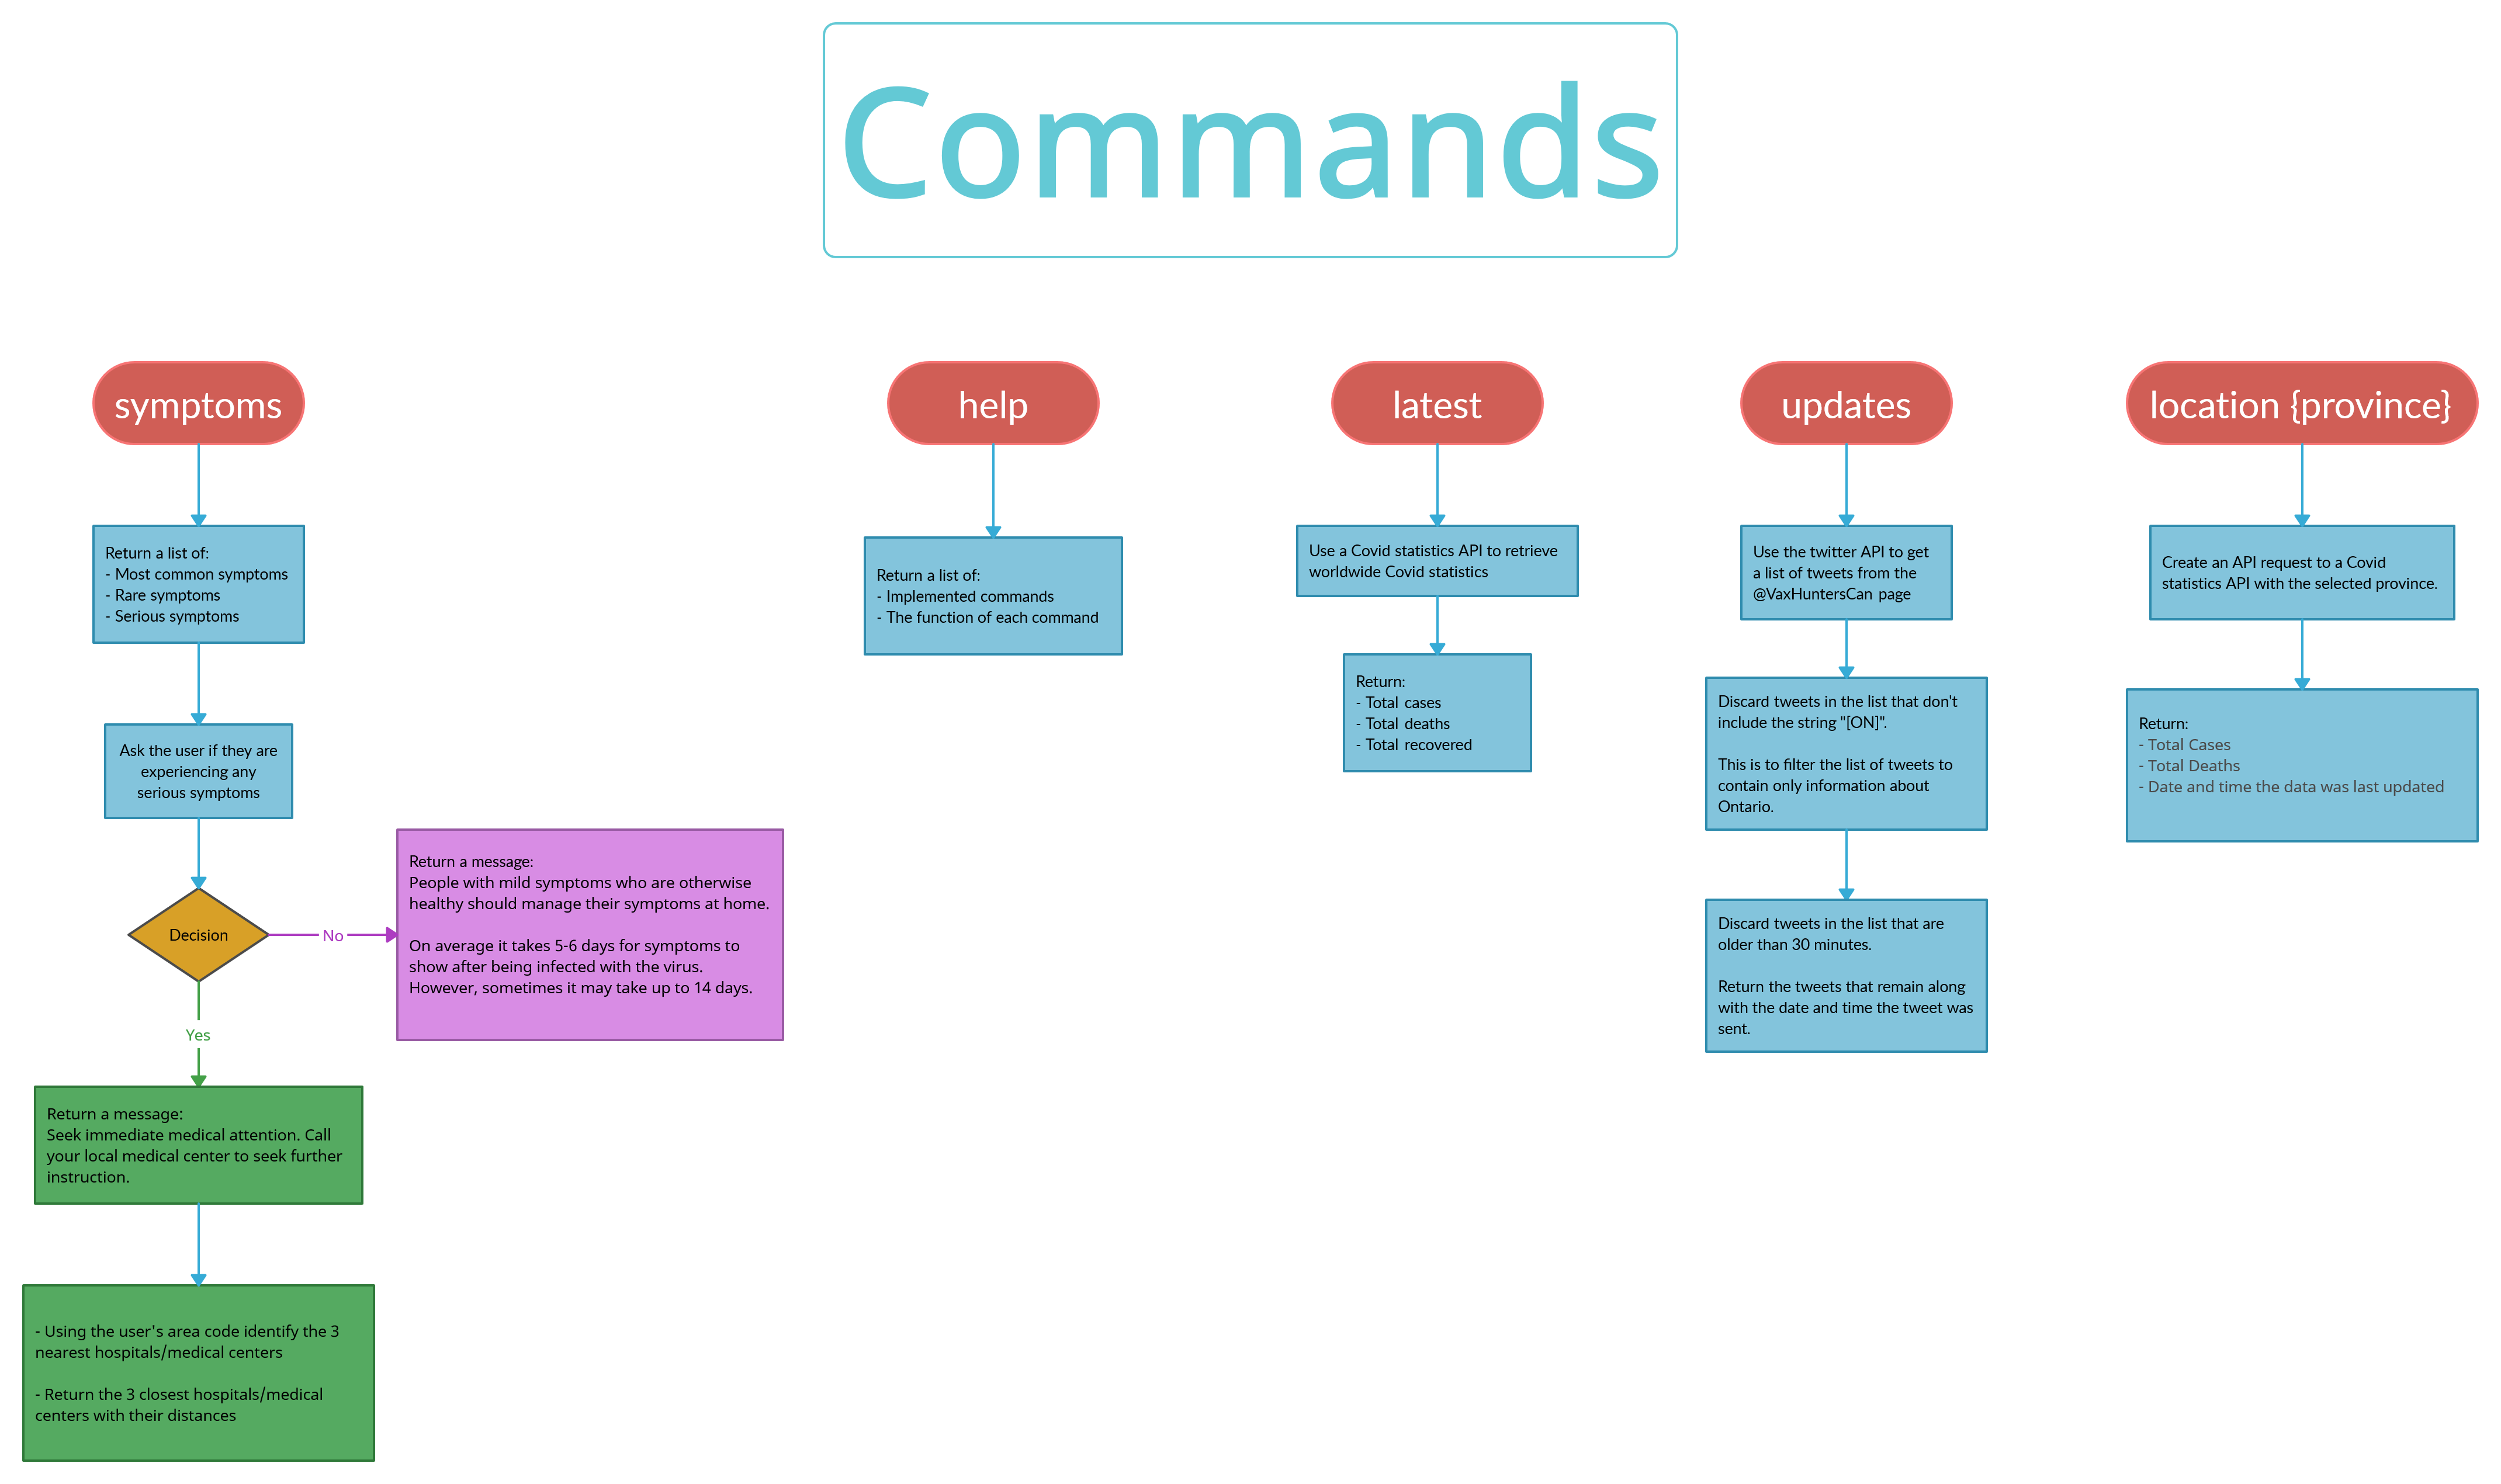 Commands
symptoms
Return a list of:
- Most common symptoms
- Rare symptoms
- Serious symptoms
Ask the user if they are
experiencing any
serious symptoms
Decision
No
Return a message:
People with mild symptoms who are otherwise
healthy should manage their symptoms at home.
On average it takes 5-6 days for symptoms to
show after being infected with the virus.
However, sometimes it may take up to 14 days.
Yes
Return a message:
Seek immediate medical attention. Call
your local medical center to seek further
instruction.
- Using the user's area code identify the 3
nearest hospitals/medical centers
- Return the 3 closest hospitals/medical
centers with their distances
help
Return a list of:
- Implemented commands
- The function of each command
latest
Use a Covid statistics API to retrieve
worldwide Covid statistics
Return:
- Total cases
- Total deaths
- Total recovered
updates
Use the twitter API to get
a list of tweets from the
@VaxHuntersCan page
Discard tweets in the list that don't
include the string "[ON]".
This is to filter the list of tweets to
contain only information about
Ontario.
Discard tweets in the list that are
older than 30 minutes.
Return the tweets that remain along
with the date and time the tweet was
sent.
location {province}
Create an API request to a Covid
statistics API with the selected province.
Return:
- Total Cases
- Total Deaths
- Date and time the data was last updated